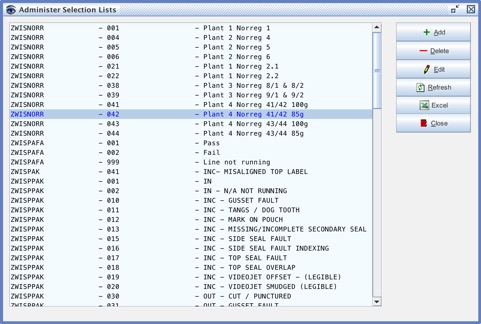 Administer Selection Lists
ZWISNORR - 001 - Plant 1 Norreg 1
ZWISNORR - 004 - Plant 2 Norreg 4
ZWISNORR - 005 - Plant 2 Norreg 5
ZWISNORR - 006 - Plant 2 Norreg 6
ZWISNORR - 021 - Plant 1 Norreg 2.1
ZWISNORR - 022 - Plant 1 Norreg 2.2
ZWISNORR - 038 - Plant 3 Norreg 8/1 & 8/2
ZWISNORR - 039 - Plant 3 Norreg 9/1 & 9/2
ZWISNORR - 041 - Plant 4 Norreg 41/42 100g
ZWISNORR - 042 - Plant 4 Norreg 41/42 85g
ZWISNORR - 043 - Plant 4 Norreg 43/44 100g
ZWISNORR - 044 - Plant 4 Norreg 43/44 85g
ZWISPAFA - 001 - Pass
ZWISPAFA - 002 - Fail
ZWISPAFA - 999 - Line not running
ZWISPAK - 041 - INC- MISALIGNED TOP LABEL
ZWISPPAK - 001 - IN
ZWISPPAK - 002 - IN - N/A NOT RUNNING
ZWISPPAK - 010 - INC - GUSSET FAULT
ZWISPPAK - 011 - INC - TANGS / DOG TOOTH
ZWISPPAK - 012 - INC - MARK ON POUCH
ZWISPPAK - 013 - INC - MISSING/INCOMPLETE SECONDARY SEAL
ZWISPPAK - 015 - INC - SIDE SEAL FAULT
ZWISPPAK - 016 - INC - SIDE SEAL FAULT INDEXING
ZWISPPAK - 017 - INC - TOP SEAL FAULT
ZWISPPAK - 018 - INC - TOP SEAL OVERLAP
ZWISPPAK - 019 - INC - VIDEOJET OFFSET - (LEGIBLE)
ZWISPPAK - 020 - INC - VIDEOJET SMUDGED (LEGIBLE)
ZWISPPAK - 030 - OUT - CUT / PUNCTURED
ZWISPPAK - 031 - OUT - GUSSET FAULT
Add
Delete
Edit
Refresh
Excel
Close